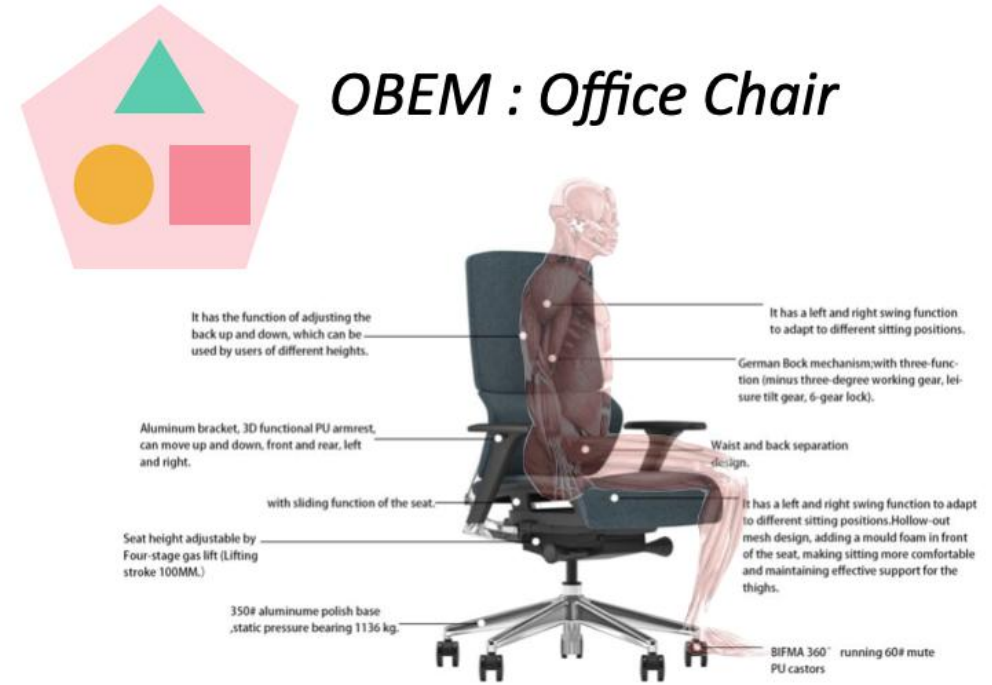 OBEM : Office Chair
It has the function of adjusting the
back up and down, which can be
used by users of different heights.
It has a left and right swing function
to adapt to different sitting positions.
German Bock mechanism;with three-func-
tion (minus three-degree working gear, lei-
sure tilt gear, 6-gear lock).
Aluminum bracket, 3D functional PU armrest,
can move up and down, front and rear, left
and right.
Waist and back separation
design.
with sliding function of the seat.
It has a left and right swing function to adapt
to different sitting positions.Hollow-out
mesh design, adding a mould foam in front
of the seat, making sitting more comfortable
and maintaining effective support for the
thighs.
Seat height adjustable by
Four-stage gas lift (Lifting
stroke 100MM.)
350# aluminume polish base
,static pressure bearing 1136 kg.
BIFMA 360° running 60# mute
PU castors